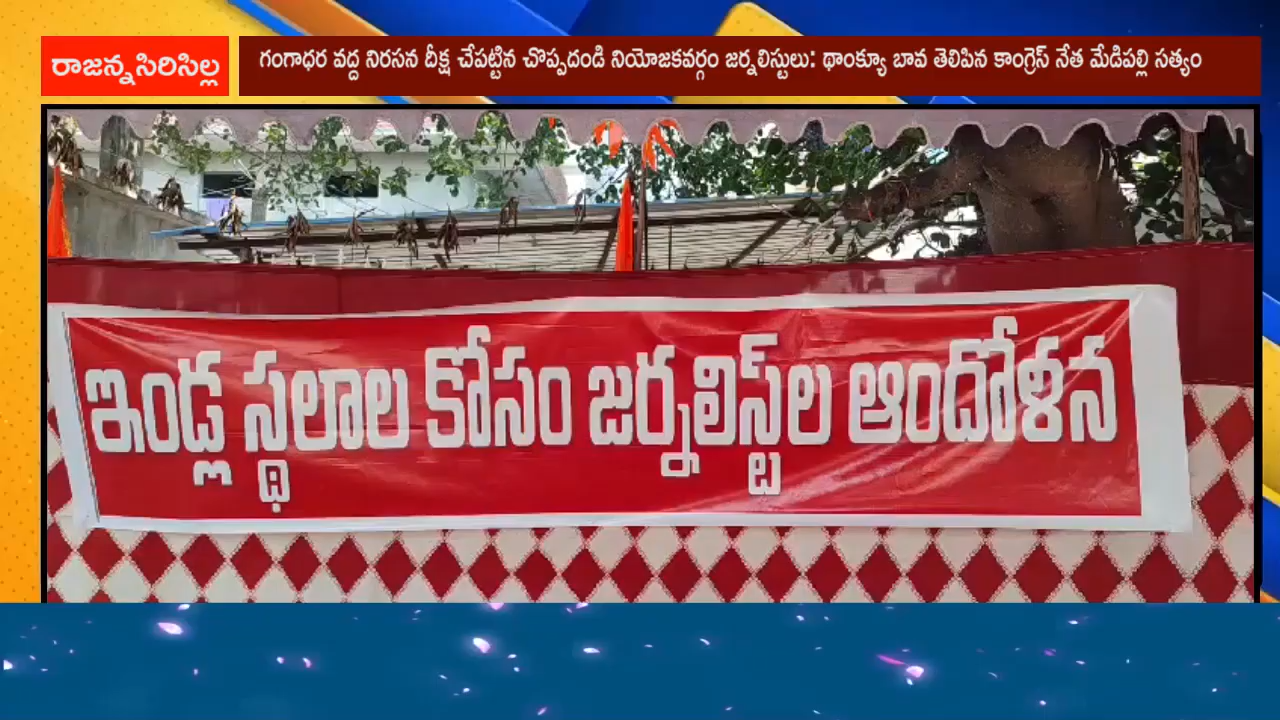 రాజన్నసిరిసిల్ల
గంగాధర వద్ద నిరసన దీక్ష చేపట్టిన చొప్పదండి నియోజకవర్గం జర్నలిస్టులు: థాంక్యూ బావ తెలిపిన కాంగ్రెస్ నేత మేడిపల్లి సత్యం
ఇండ్ల స్థలాల కోసం జర్నలిస్ట్‌ల ఆందోళన